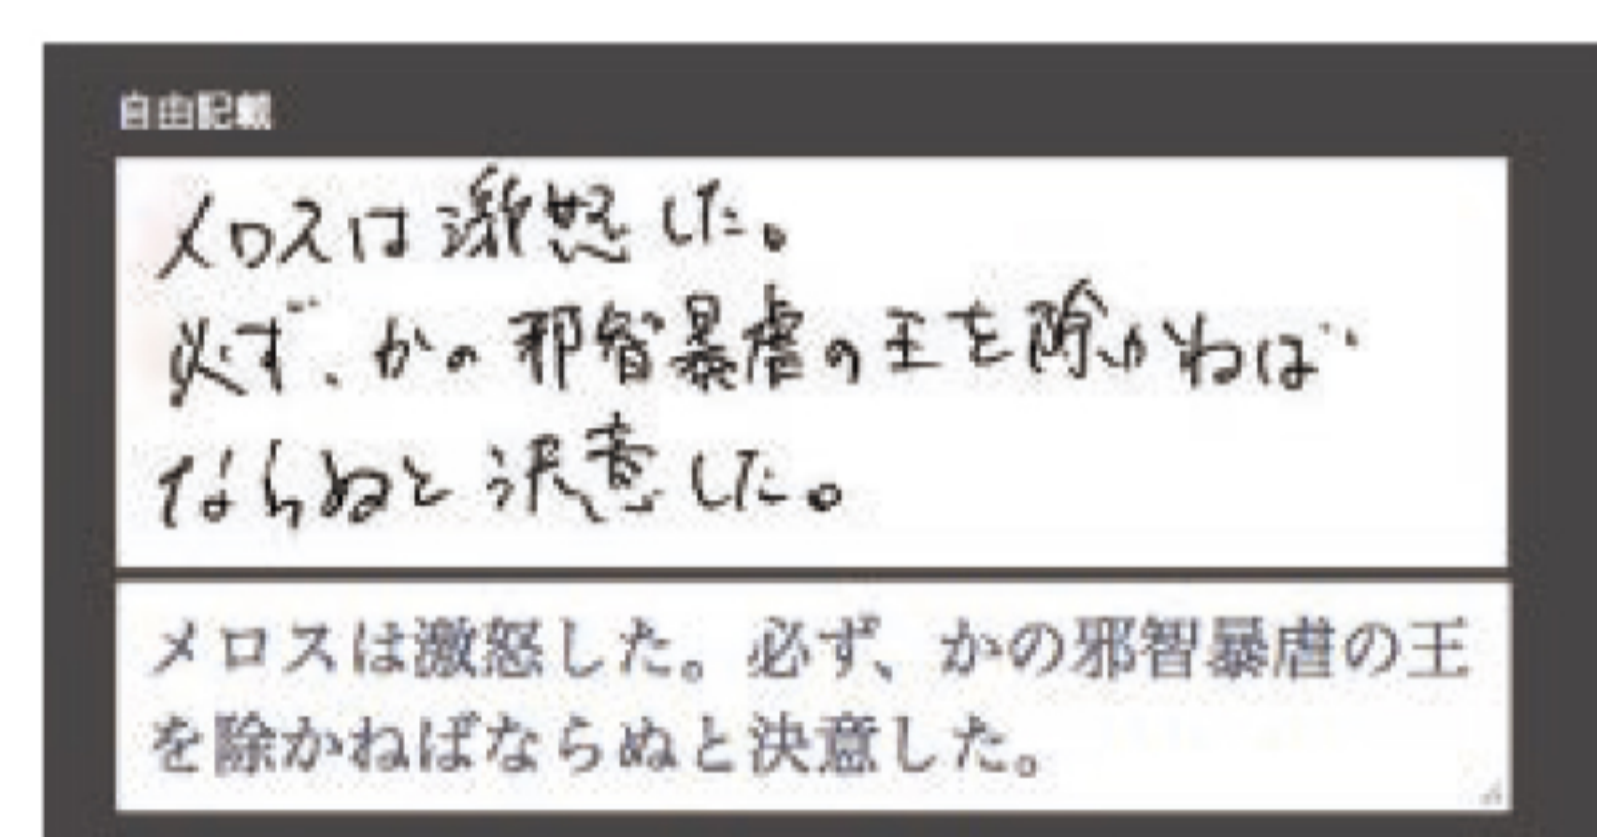 自由記載
メロスは激怒した。
必ず、かの邪智暴虐の王を除かねば
ならぬと決意した。
メロスは激怒した。必ず、かの邪智暴虐の王
を除かねばならぬと決意した。